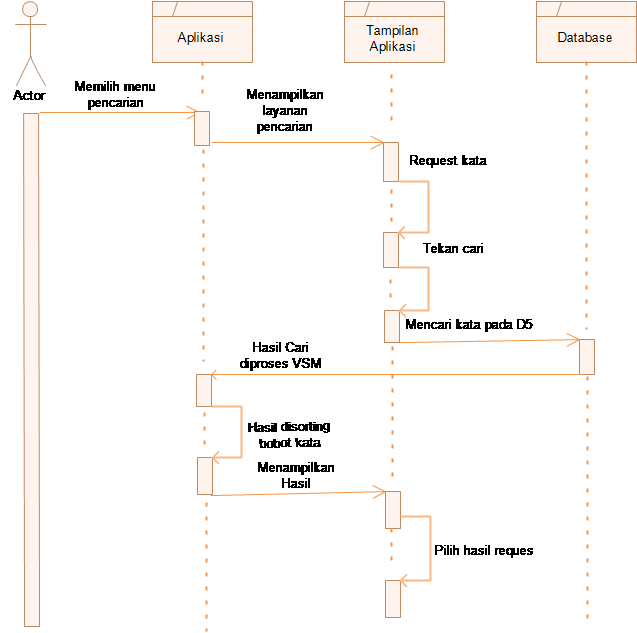 Aplikasi
Tampilan
Aplikasi
Database
Actor
Memilih menu
pencarian
Menampilkan
layanan
pencarian
Request kata
Tekan cari
Mencari kata pada D5
Hasil Cari
diproses VSM
Hasil disorting
bobot kata
Menampilkan
Hasil
Pilih hasil reques